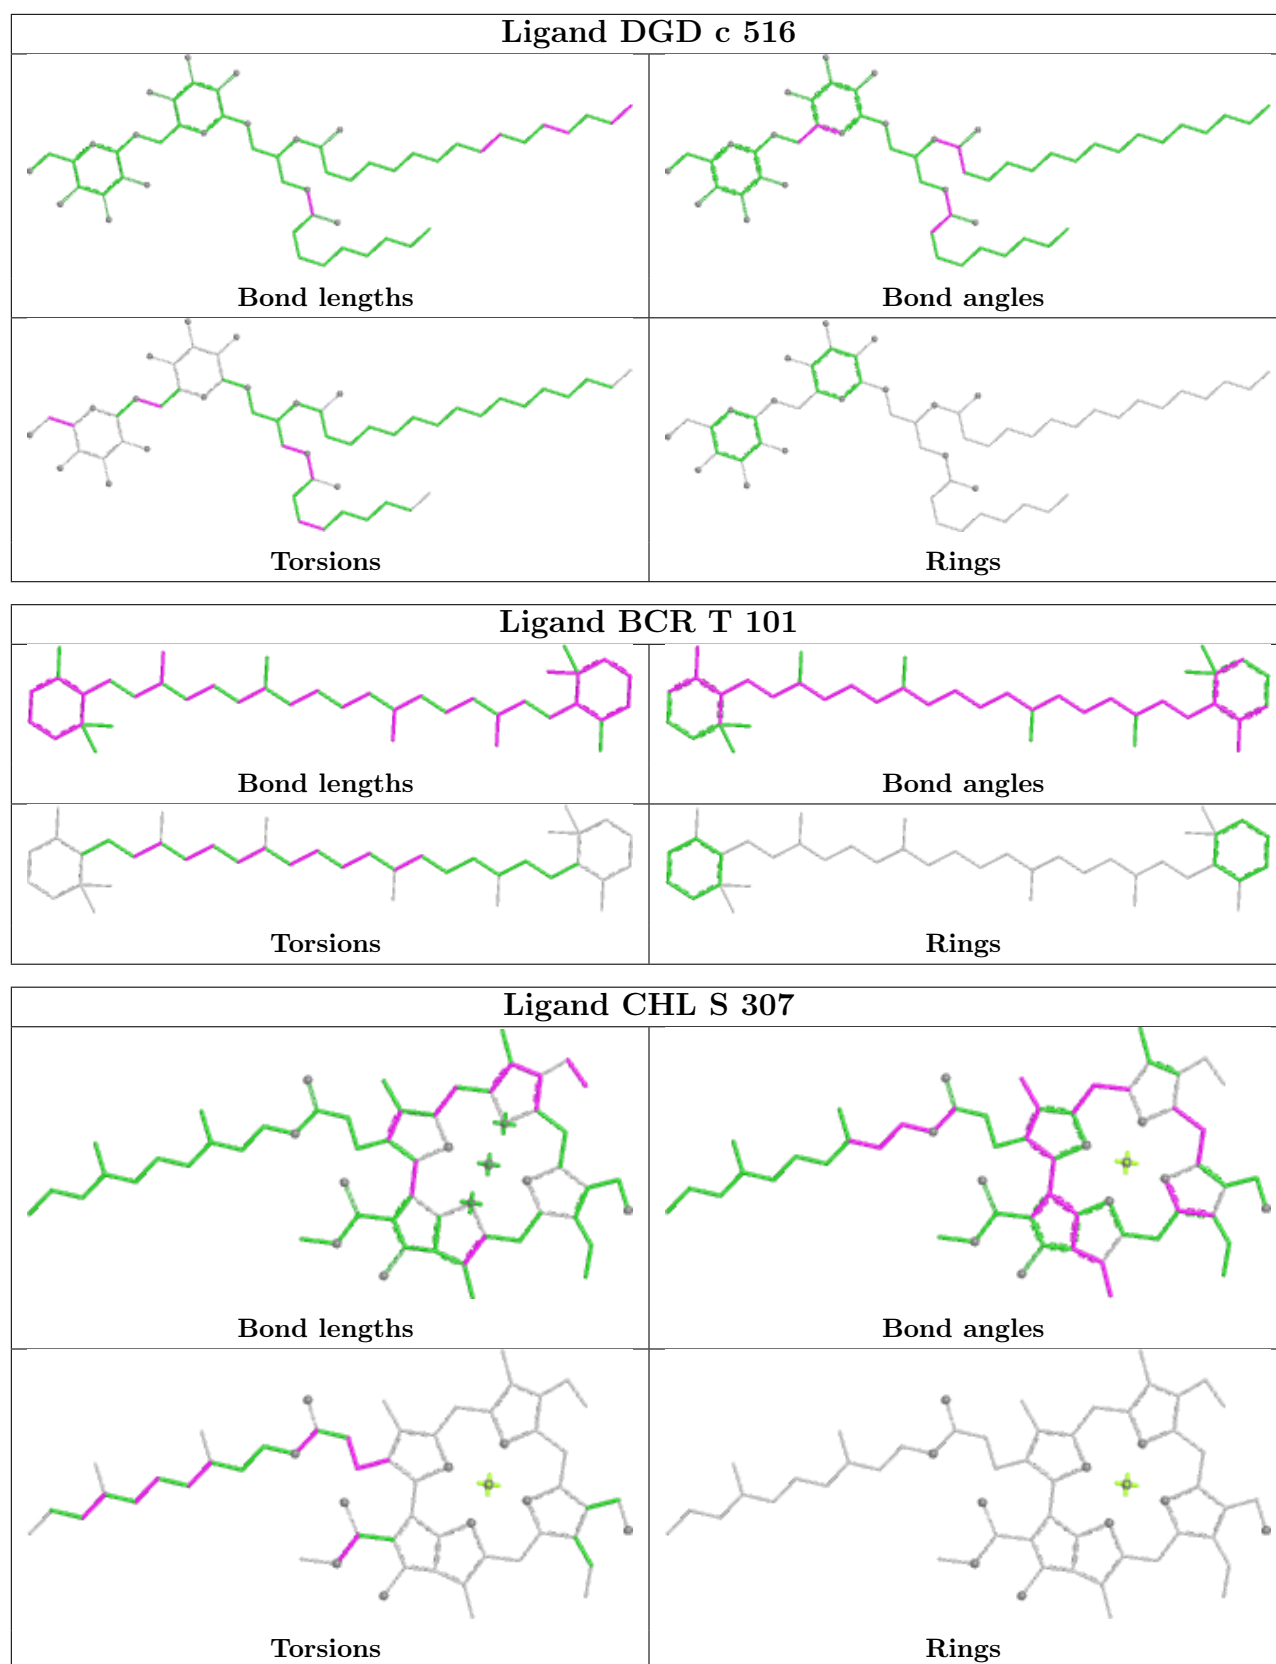 Ligand DGD c 516
Bond lengths
Bond angles
Torsions
Rings
Ligand BCR T 101
Bond lengths
Bond angles
Torsions
Rings
Ligand CHL S 307
Bond lengths
Bond angles
Torsions
Rings